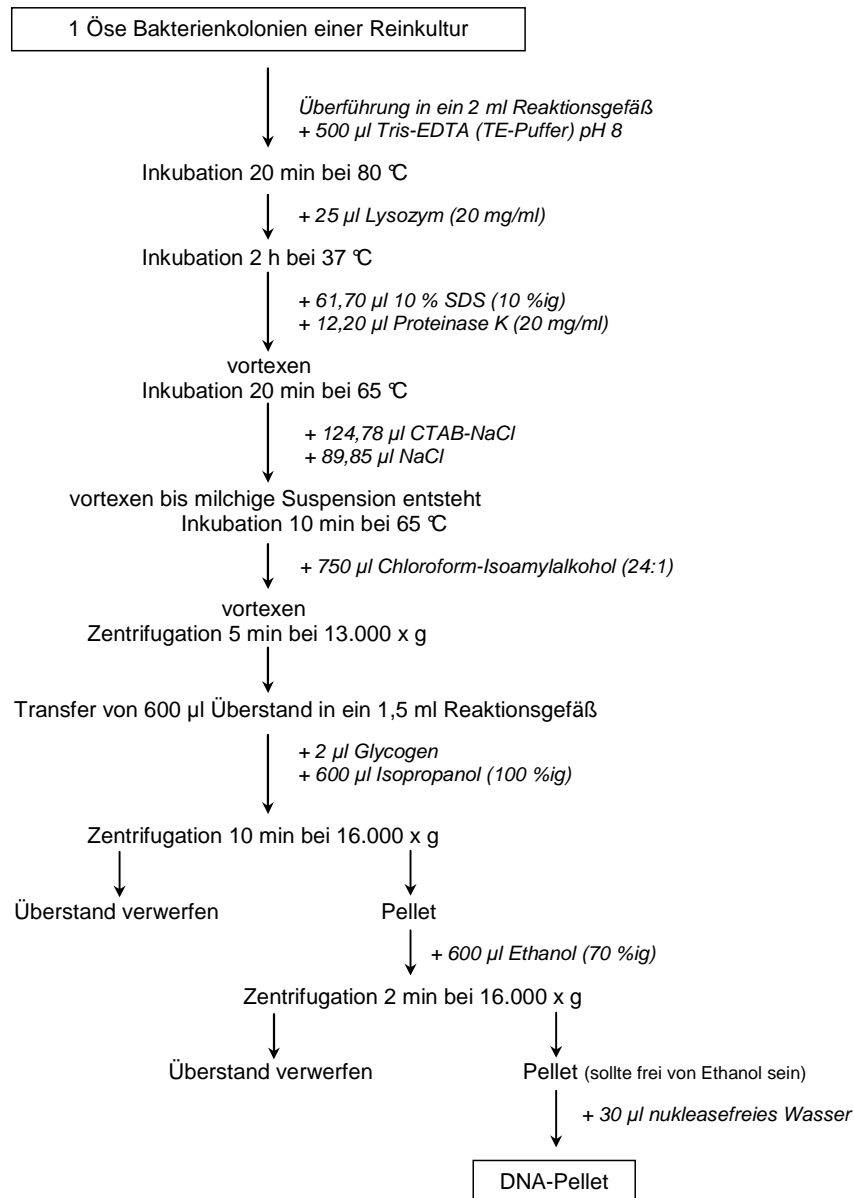 1 Öse Bakterienkolonien einer Reinkultur
Überführung in ein 2 ml Reaktionsgefäß
+ 500 µl Tris-EDTA (TE-Puffer) pH 8
Inkubation 20 min bei 80 °C
+ 25 µl Lysozym (20 mg/ml)
Inkubation 2 h bei 37 °C
+ 61,70 µl 10 % SDS (10 %ig)
+ 12,20 µl Proteinase K (20 mg/ml)
vortexen
Inkubation 20 min bei 65 °C
+ 124,78 µl CTAB-NaCl
+ 89,85 µl NaCl
vortexen bis milchige Suspension entsteht
Inkubation 10 min bei 65 °C
+ 750 µl Chloroform-Isoamylalkohol (24:1)
vortexen
Zentrifugation 5 min bei 13.000 x g
Transfer von 600 µl Überstand in ein 1,5 ml Reaktionsgefäß
+ 2 µl Glycogen
+ 600 µl Isopropanol (100 %ig)
Zentrifugation 10 min bei 16.000 x g
Überstand verwerfen Pellet
+ 600 µl Ethanol (70 %ig)
Zentrifugation 2 min bei 16.000 x g
Überstand verwerfen Pellet (sollte frei von Ethanol sein)
+ 30 µl nukleasefreies Wasser
DNA-Pellet